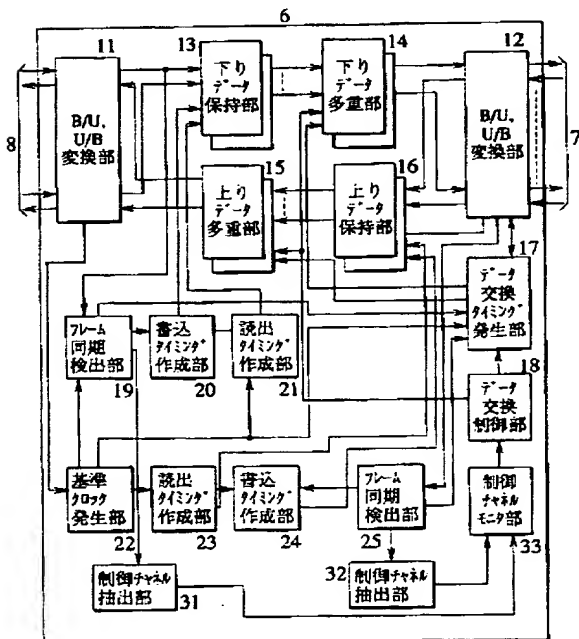 6
11
13
14
12
B/U,
U/B
変換部
下り
データ
保持部
下り
データ
多重部
B/U,
U/B
変換部
8
7
15
16
上り
データ
多重部
上り
データ
保持部
17
データ
交換
タイミング
発生部
フレーム
同期
検出部
19
書込
タイミング
作成部
20
読出
タイミング
作成部
21
18
データ
交換
制御部
基準
クロック
発生部
22
読出
タイミング
作成部
23
書込
タイミング
作成部
24
フレーム
同期
検出部
25
制御
チャネル
モニタ部
33
制御チャネル
抽出部
31
32
制御チャネル
抽出部